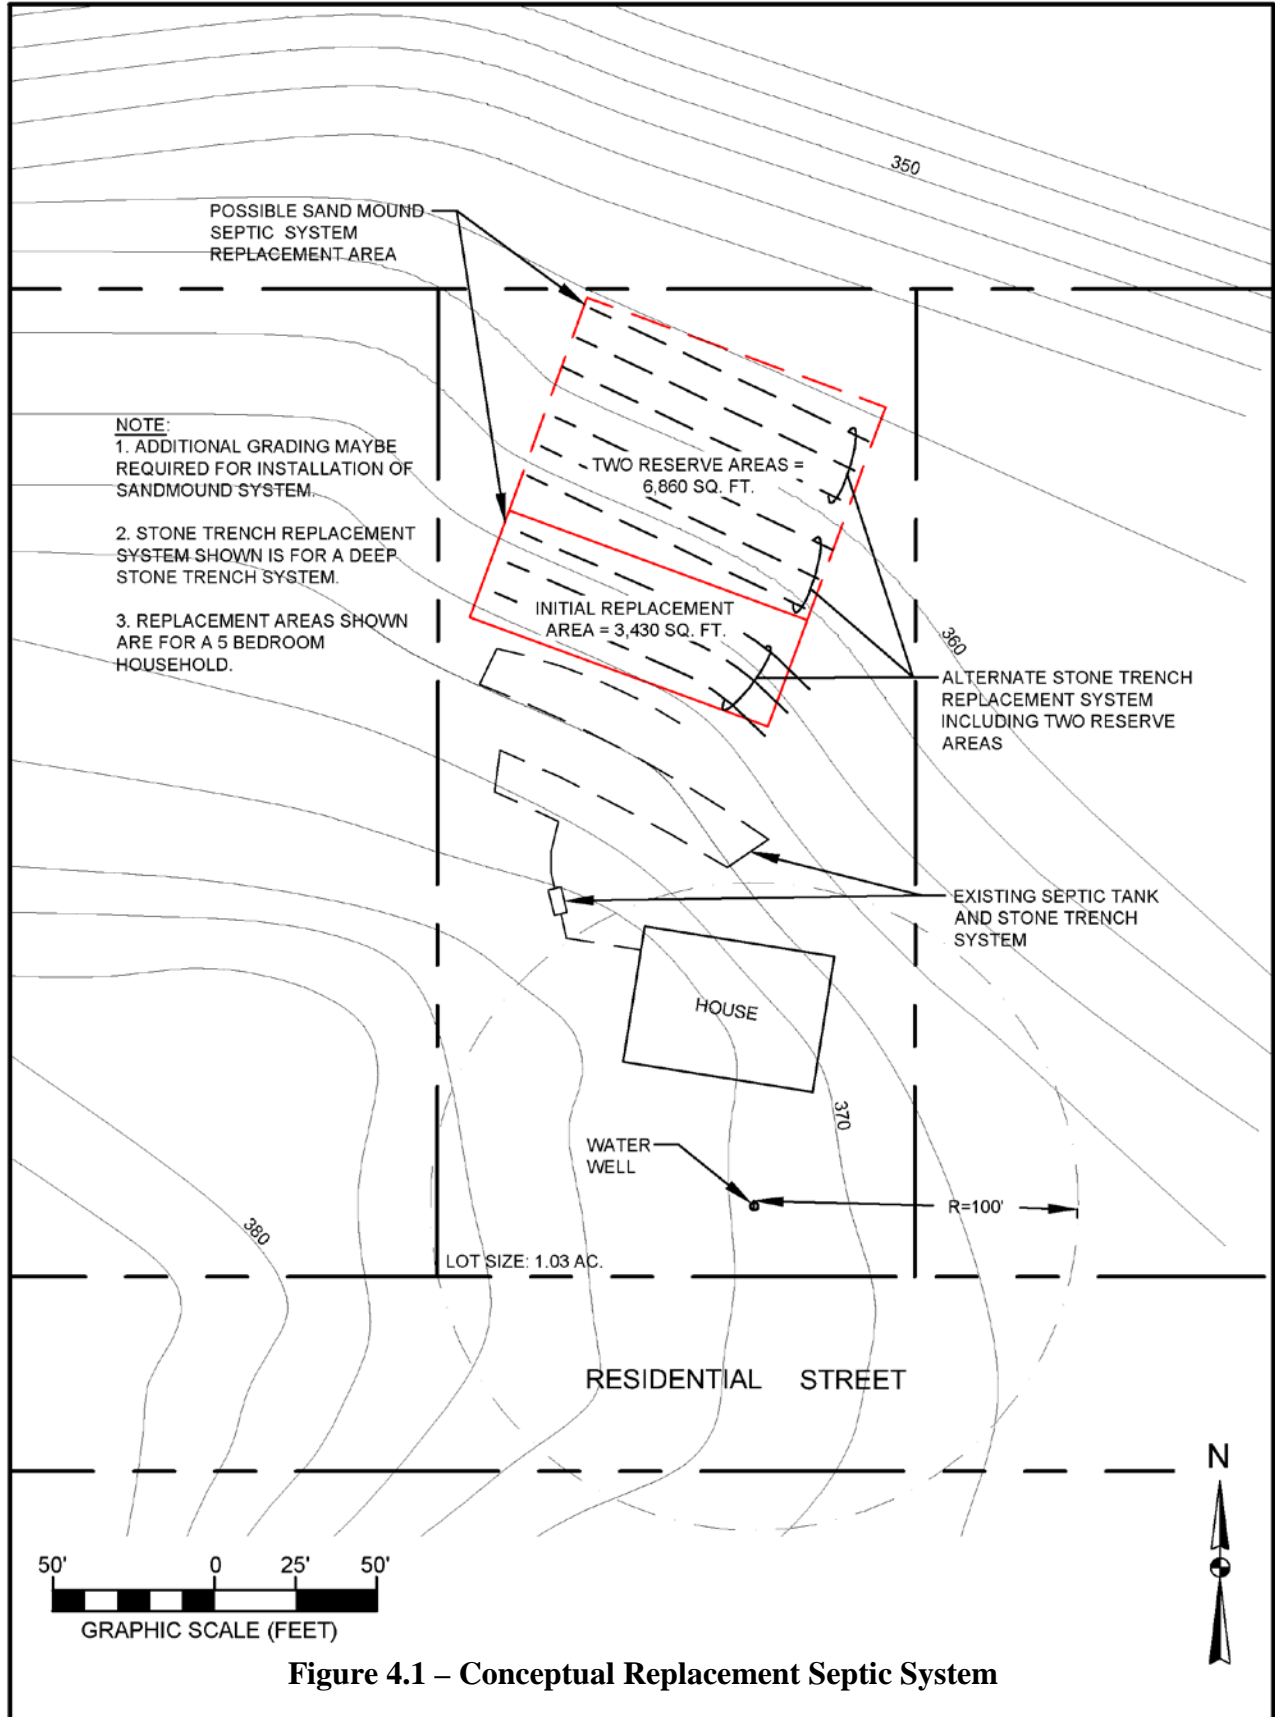 350
POSSIBLE SAND MOUND
SEPTIC SYSTEM
REPLACEMENT AREA
NOTE:
1. ADDITIONAL GRADING MAYBE
REQUIRED FOR INSTALLATION OF
SANDMOUND SYSTEM.
2. STONE TRENCH REPLACEMENT
SYSTEM SHOWN IS FOR A DEEP
STONE TRENCH SYSTEM.
3. REPLACEMENT AREAS SHOWN
ARE FOR A 5 BEDROOM
HOUSEHOLD.
TWO RESERVE AREAS =
6,860 SQ. FT.
INITIAL REPLACEMENT
AREA = 3,430 SQ. FT.
360
ALTERNATE STONE TRENCH
REPLACEMENT SYSTEM
INCLUDING TWO RESERVE
AREAS
EXISTING SEPTIC TANK
AND STONE TRENCH
SYSTEM
HOUSE
370
WATER
WELL
R=100'
380
LOT SIZE: 1.03 AC.
RESIDENTIAL STREET
N
50' 0 25' 50'
GRAPHIC SCALE (FEET)
Figure 4.1 – Conceptual Replacement Septic System